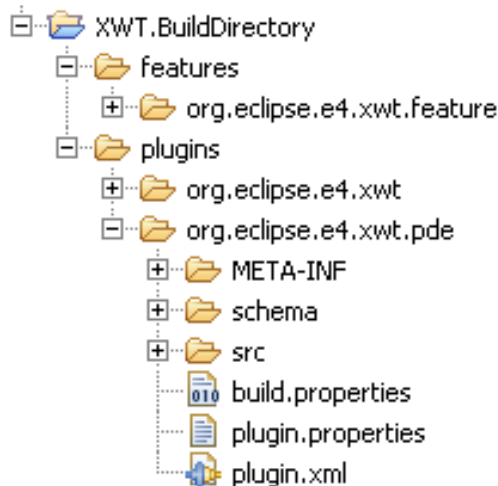 XWT.BuildDirectory
features
org.eclipse.e4.xwt.feature
plugins
org.eclipse.e4.xwt
org.eclipse.e4.xwt.pde
META-INF
schema
src
010 build.properties
plugin.properties
plugin.xml